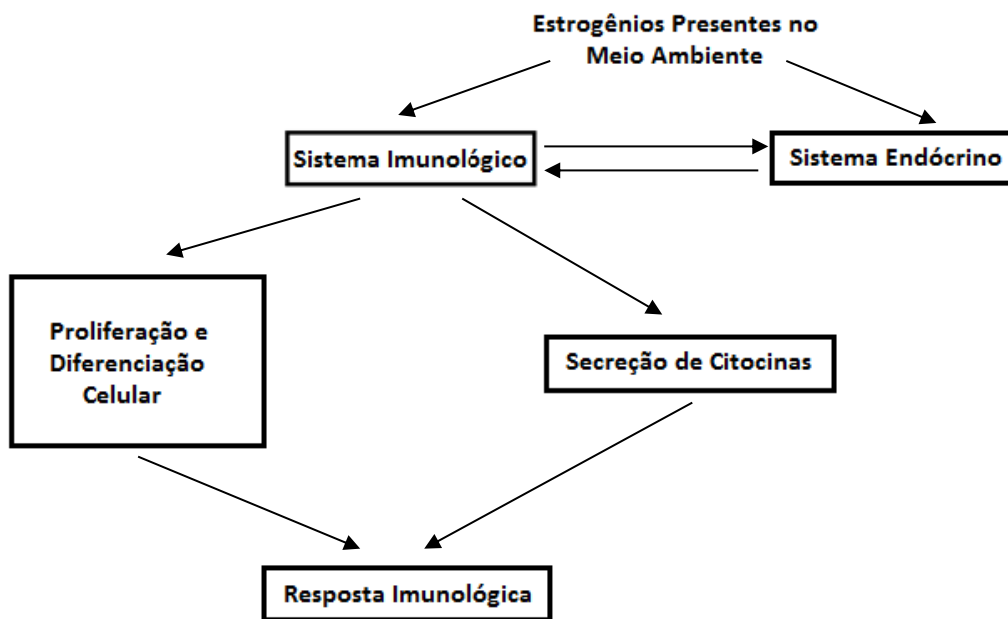 Estrogênios Presentes no
Meio Ambiente
Sistema Imunológico
Sistema Endócrino
Proliferação e
Diferenciação
Celular
Secreção de Citocinas
Resposta Imunológica